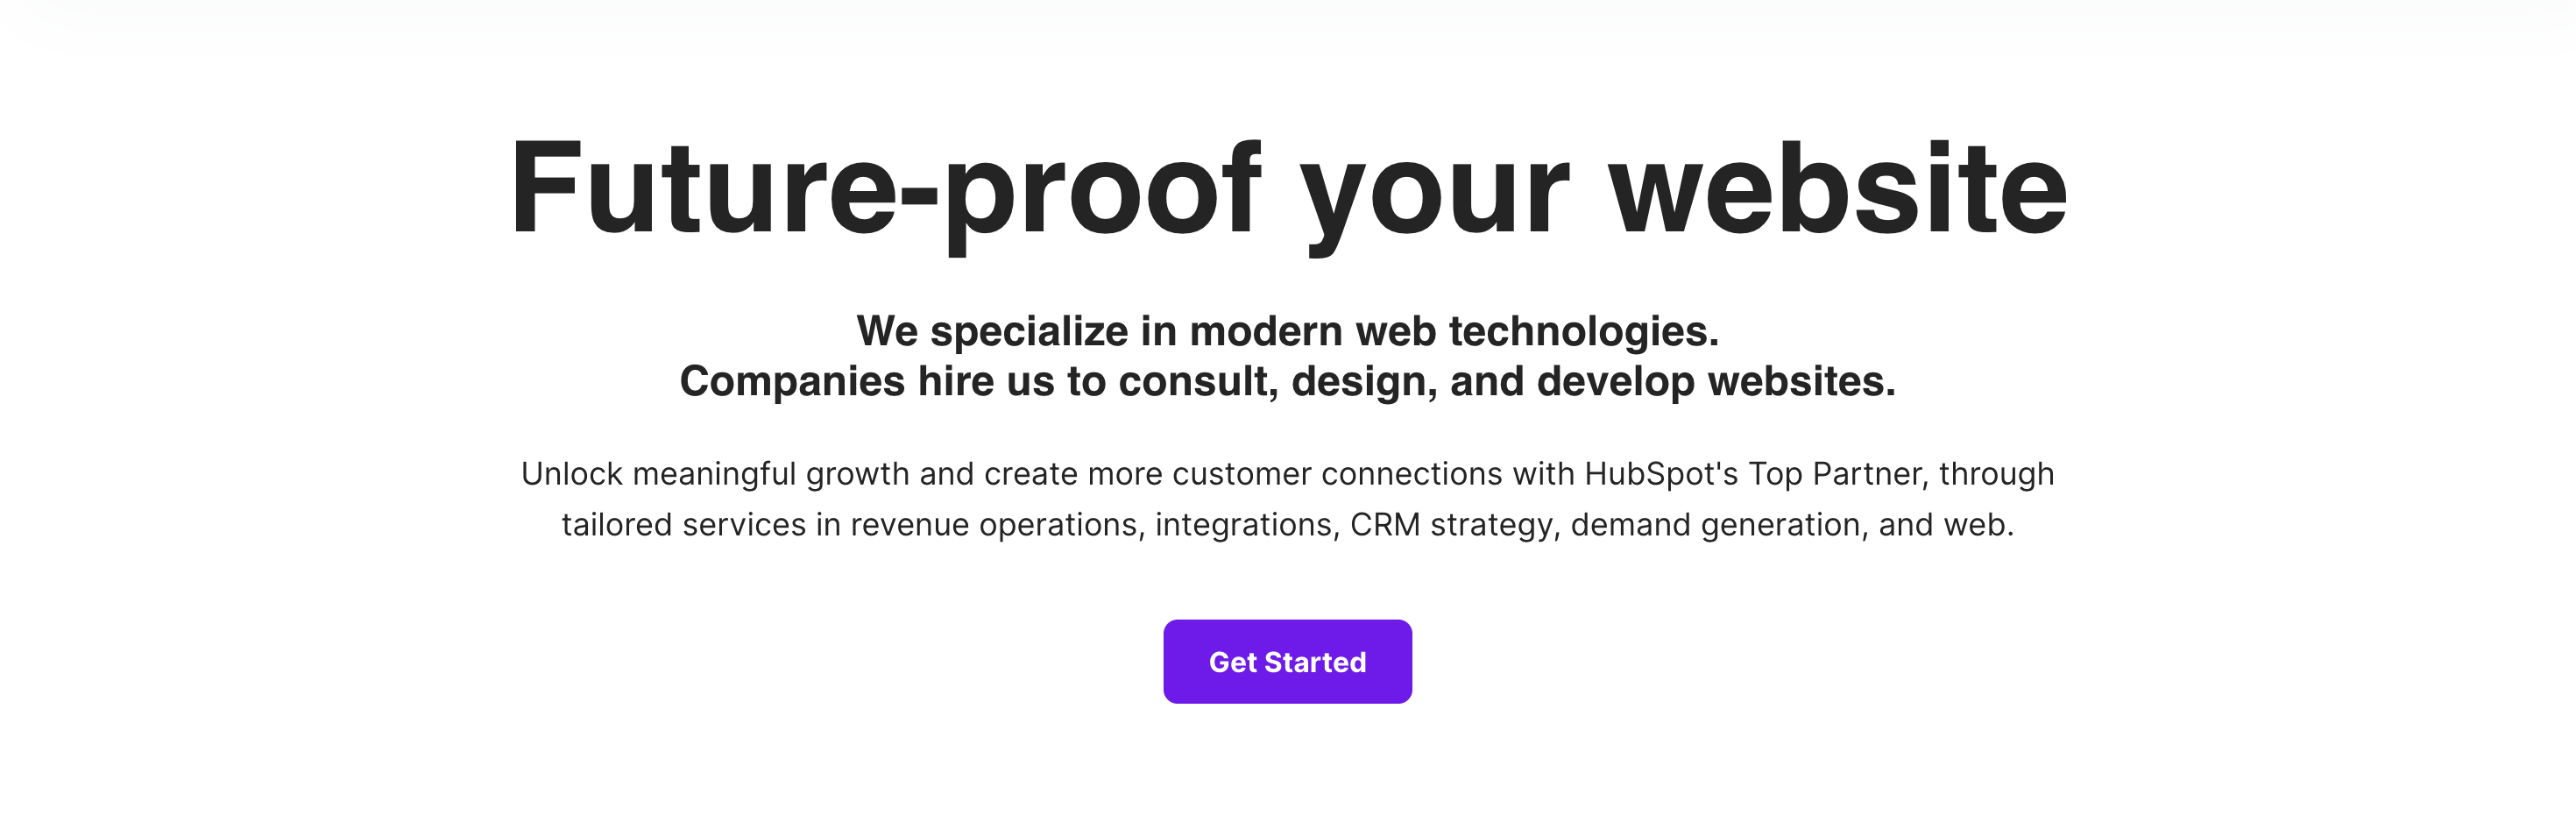 Future-proof your website
We specialize in modern web technologies.
Companies hire us to consult, design, and develop websites.
Unlock meaningful growth and create more customer connections with HubSpot's Top Partner, through
tailored services in revenue operations, integrations, CRM strategy, demand generation, and web.
Get Started